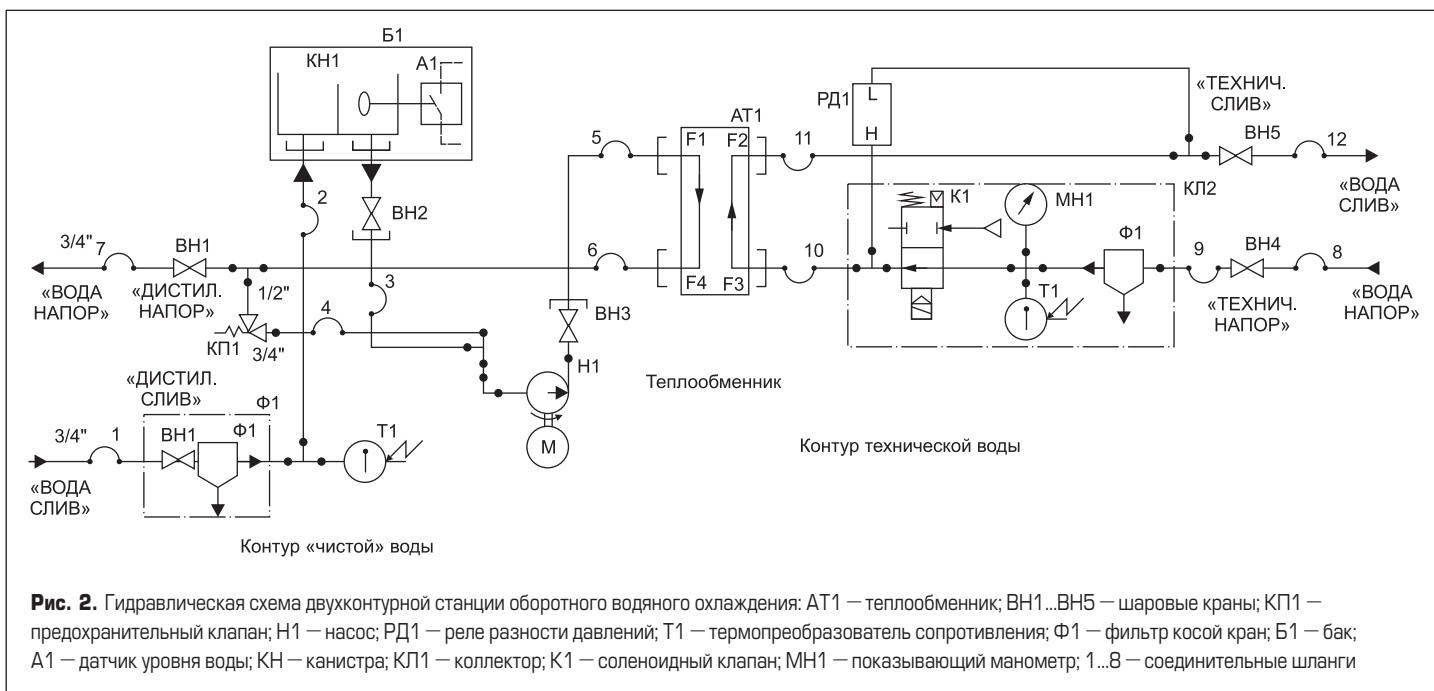 Б1
КН1
А1
2
ВН2
3/4"
7
ВН1
«ВОДА
НАПОР»
«ДИСТИЛ.
НАПОР»
1/2"
КП1
3/4"
4
3
5
6
«ДИСТИЛ.
СЛИВ»
Ф1
3/4"
1
ВН1
Ф1
Т1
«ВОДА
СЛИВ»
Контур «чистой» воды
ВН3
Н1
М
АТ1
F1
F2
F4
F3
Теплообменник
11
10
РД1
L
H
«ТЕХНИЧ.
СЛИВ»
ВН5
12
КЛ2
«ВОДА
СЛИВ»
К1
МН1
Ф1
Т1
9
ВН4
8
«ТЕХНИЧ.
НАПОР»
«ВОДА
НАПОР»
Контур технической воды
Рис. 2. Гидравлическая схема двухконтурной станции оборотного водяного охлаждения: АТ1 — теплообменник; ВН1...ВН5 — шаровые краны; КП1 —
предохранительный клапан; Н1 — насос; РД1 — реле разности давлений; Т1 — термопреобразователь сопротивления; Ф1 — фильтр косой кран; Б1 — бак;
А1 — датчик уровня воды; КН — канистра; КЛ1 — коллектор; К1 — соленоидный клапан; МН1 — показывающий манометр; 1...8 — соединительные шланги